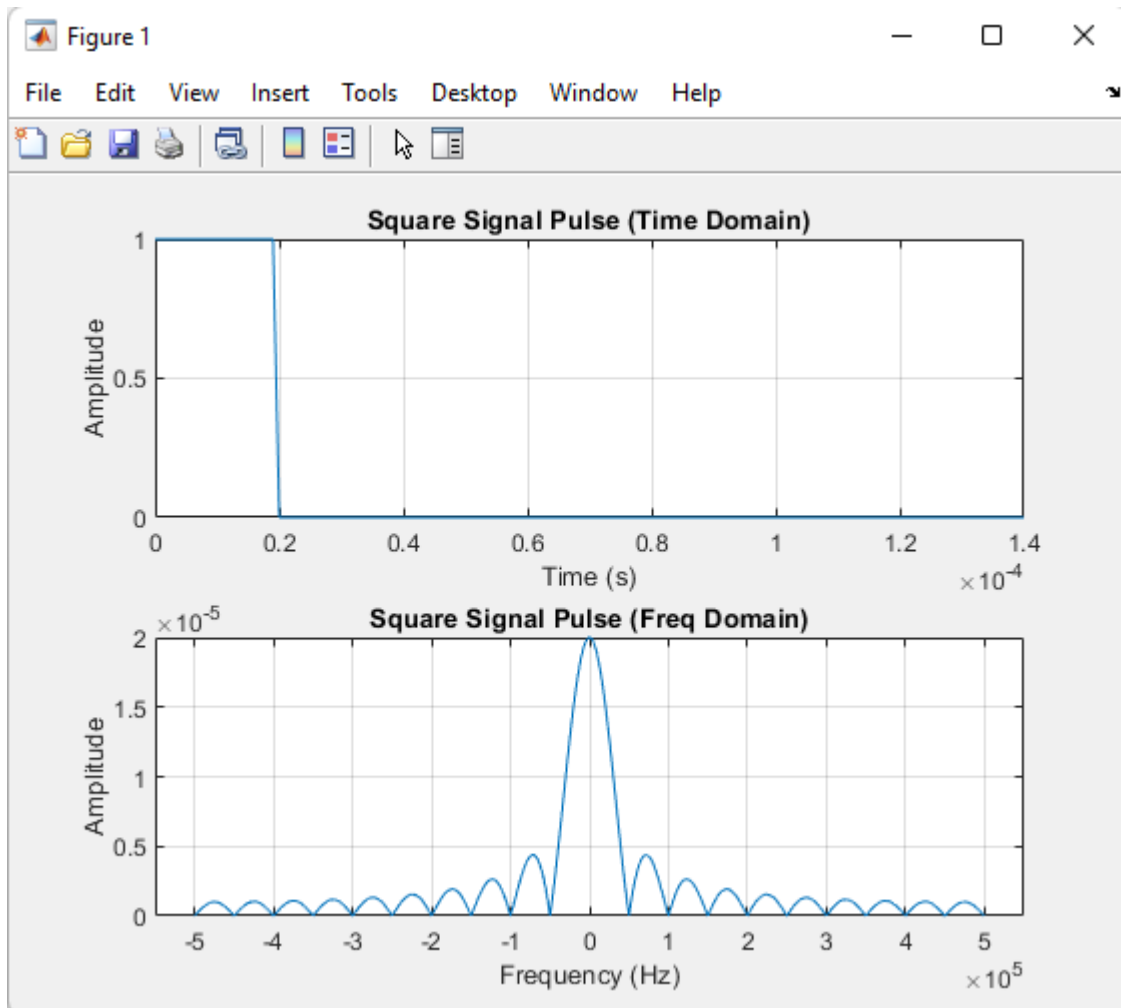 Figure 1
File Edit View Insert Tools Desktop Window Help
Square Signal Pulse (Time Domain)
1
0.5
0
Amplitude
0 0.2 0.4 0.6 0.8 1 1.2 1.4
Time (s)
×10-4
×10-5
Square Signal Pulse (Freq Domain)
2
1.5
1
0.5
0
Amplitude
-5 -4 -3 -2 -1 0 1 2 3 4 5
Frequency (Hz)
×105